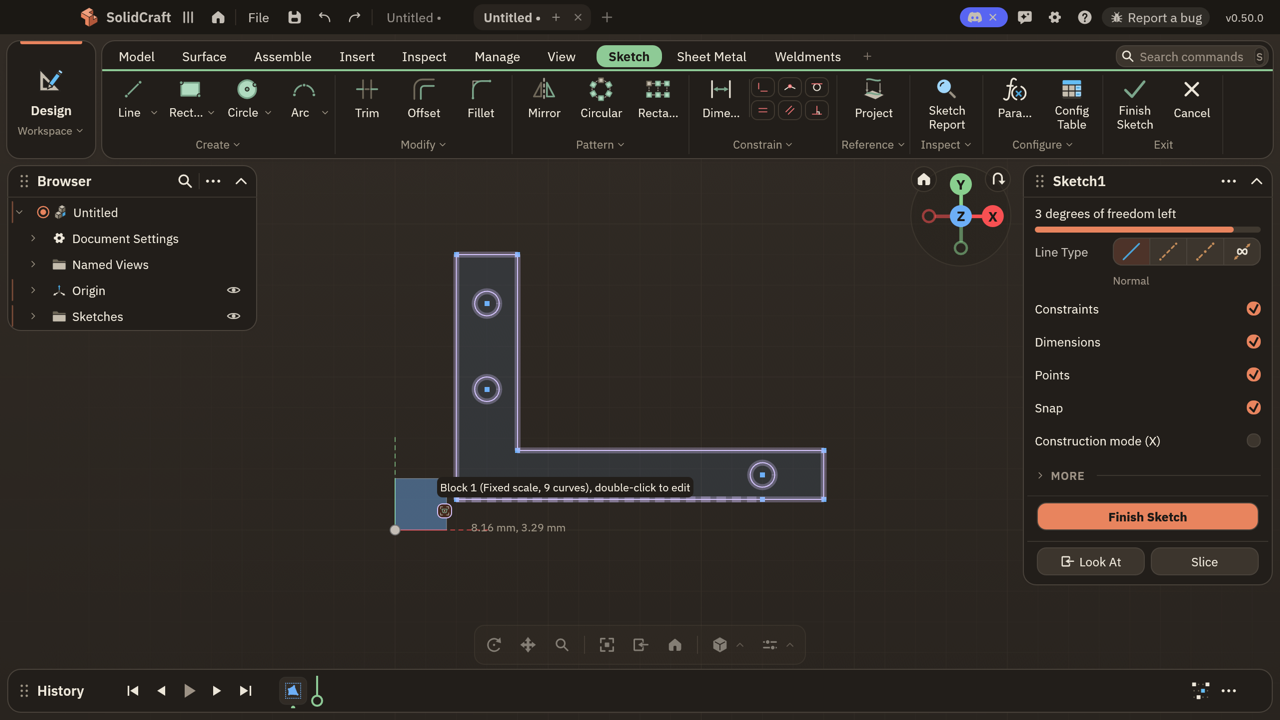 SolidCraft
File
Untitled •
Untitled •
Report a bug
v0.50.0
Design
Workspace
Model
Surface
Assemble
Insert
Inspect
Manage
View
Sketch
Sheet Metal
Weldments
Search commands
S
Line
Rect...
Circle
Arc
Trim
Offset
Fillet
Mirror
Circular
Recta...
Dime...
Project
Sketch
Report
Para...
Config
Table
Finish
Sketch
Cancel
Create
Modify
Pattern
Constrain
Reference
Inspect
Configure
Exit
Browser
Untitled
Document Settings
Named Views
Origin
Sketches
Y
Z
X
Sketch1
3 degrees of freedom left
Line Type
Normal
Constraints
Dimensions
Points
Snap
Construction mode (X)
MORE
Finish Sketch
Look At
Slice
Block 1 (Fixed scale, 9 curves), double-click to edit
8.16 mm, 3.29 mm
History